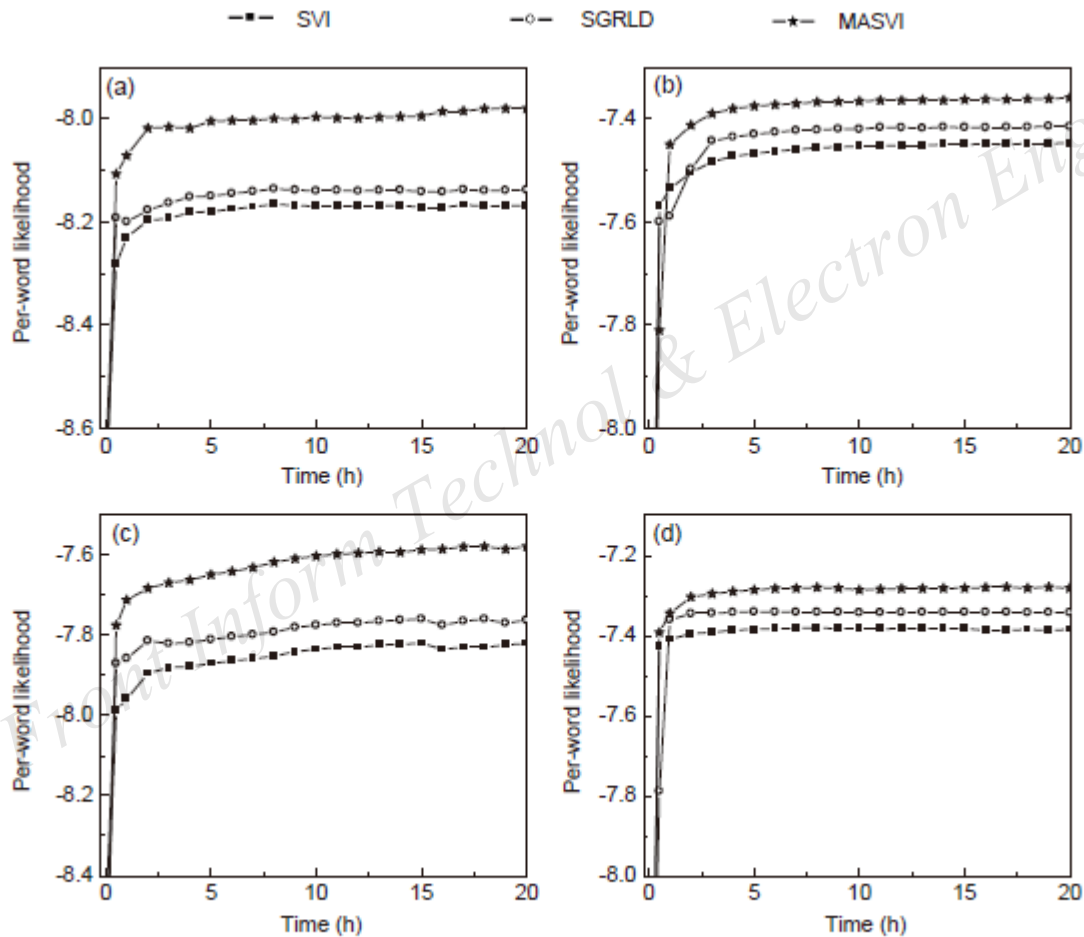 SVI SGRLD MASVI
(a)
Per-word likelihood
-8.0
-8.2
-8.4
-8.6
0 5 10 15 20
Time (h)
(b)
Per-word likelihood
-7.4
-7.6
-7.8
-8.0
0 5 10 15 20
Time (h)
(c)
Per-word likelihood
-7.6
-7.8
-8.0
-8.2
-8.4
0 5 10 15 20
Time (h)
(d)
Per-word likelihood
-7.2
-7.4
-7.6
-7.8
-8.0
0 5 10 15 20
Time (h)
Front Inform Technol & Electron Eng